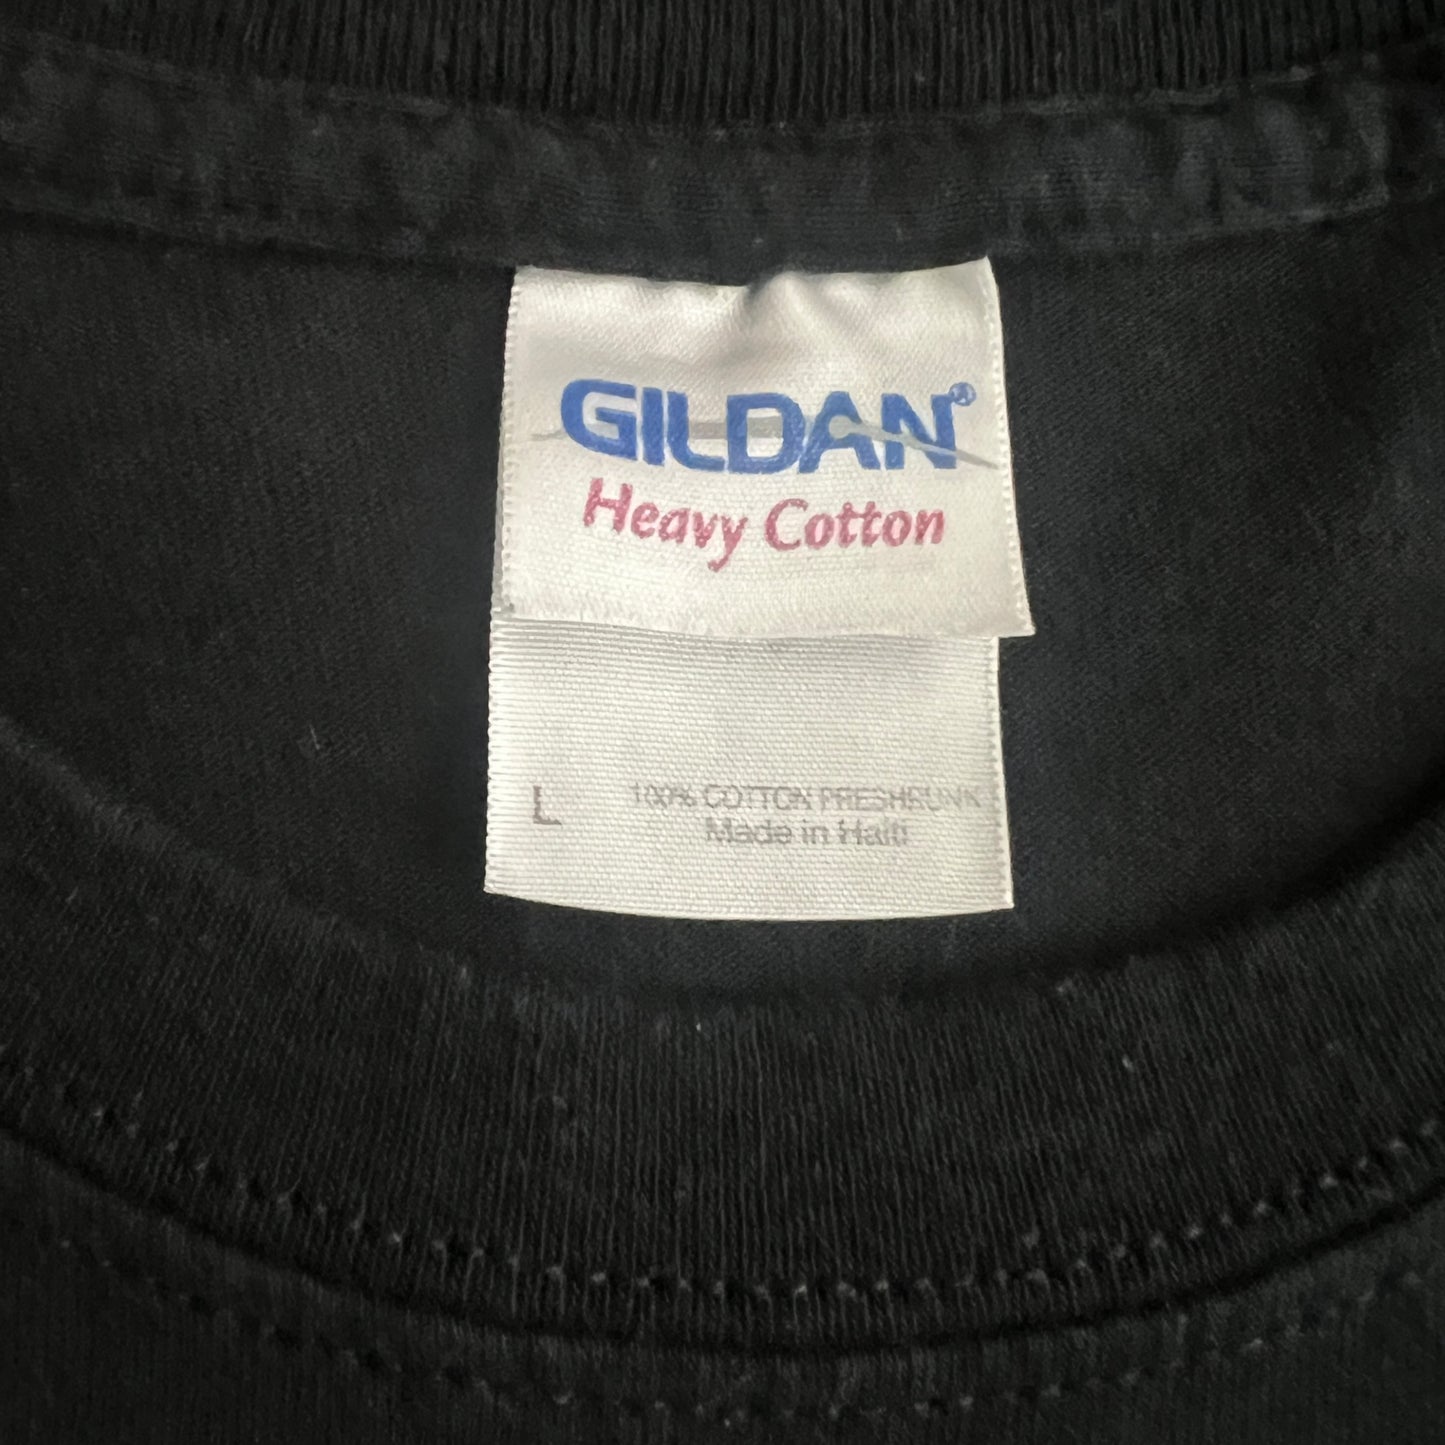 GILDAN®
Heavy Cotton
L
100% COTTON PRESHRUNK
Made in Haiti